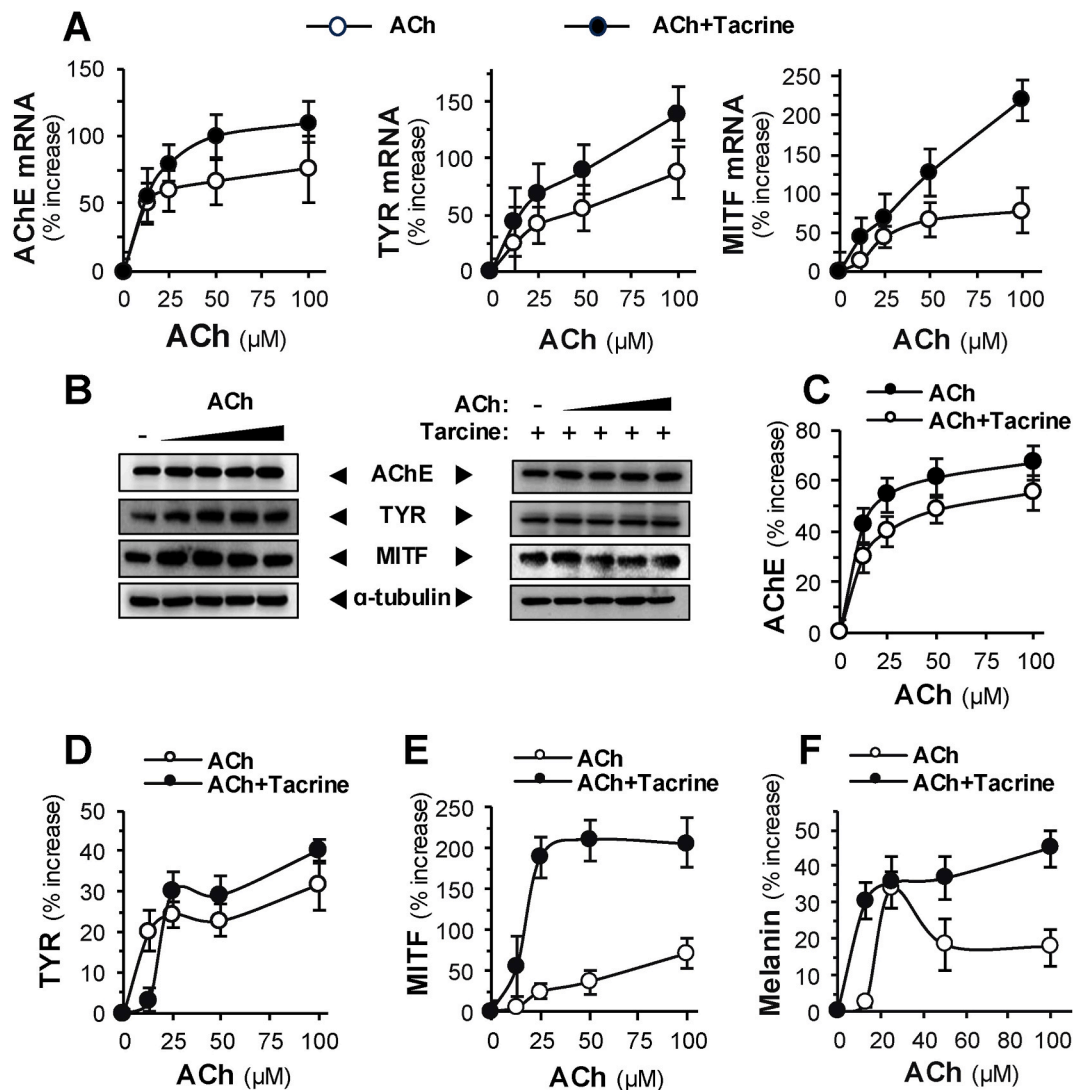 A
ACh
ACh+Tacrine
AChE mRNA
(% increase)
150
100
50
0
0 25 50 75 100
ACh (µM)
TYR mRNA
(% increase)
150
100
50
0
0 25 50 75 100
ACh (µM)
MITF mRNA
(% increase)
250
200
150
100
50
0
0 25 50 75 100
ACh (µM)
B
ACh
-
ACh: -
Tarcine: + + + + +
AChE
TYR
MITF
α-tubulin
C
ACh
ACh+Tacrine
AChE (% increase)
80
60
40
60
20
0
0 25 50 75 100
ACh (µM)
D
ACh
ACh+Tacrine
TYR (% increase)
50
40
30
20
10
0
0 25 50 75 100
ACh (µM)
E
ACh
ACh+Tacrine
MITF (% increase)
250
200
150
100
50
0
0 25 50 75 100
ACh (µM)
F
ACh
ACh+Tacrine
Melanin (% increase)
50
40
30
20
10
0
0 20 40 60 80 100
ACh (µM)